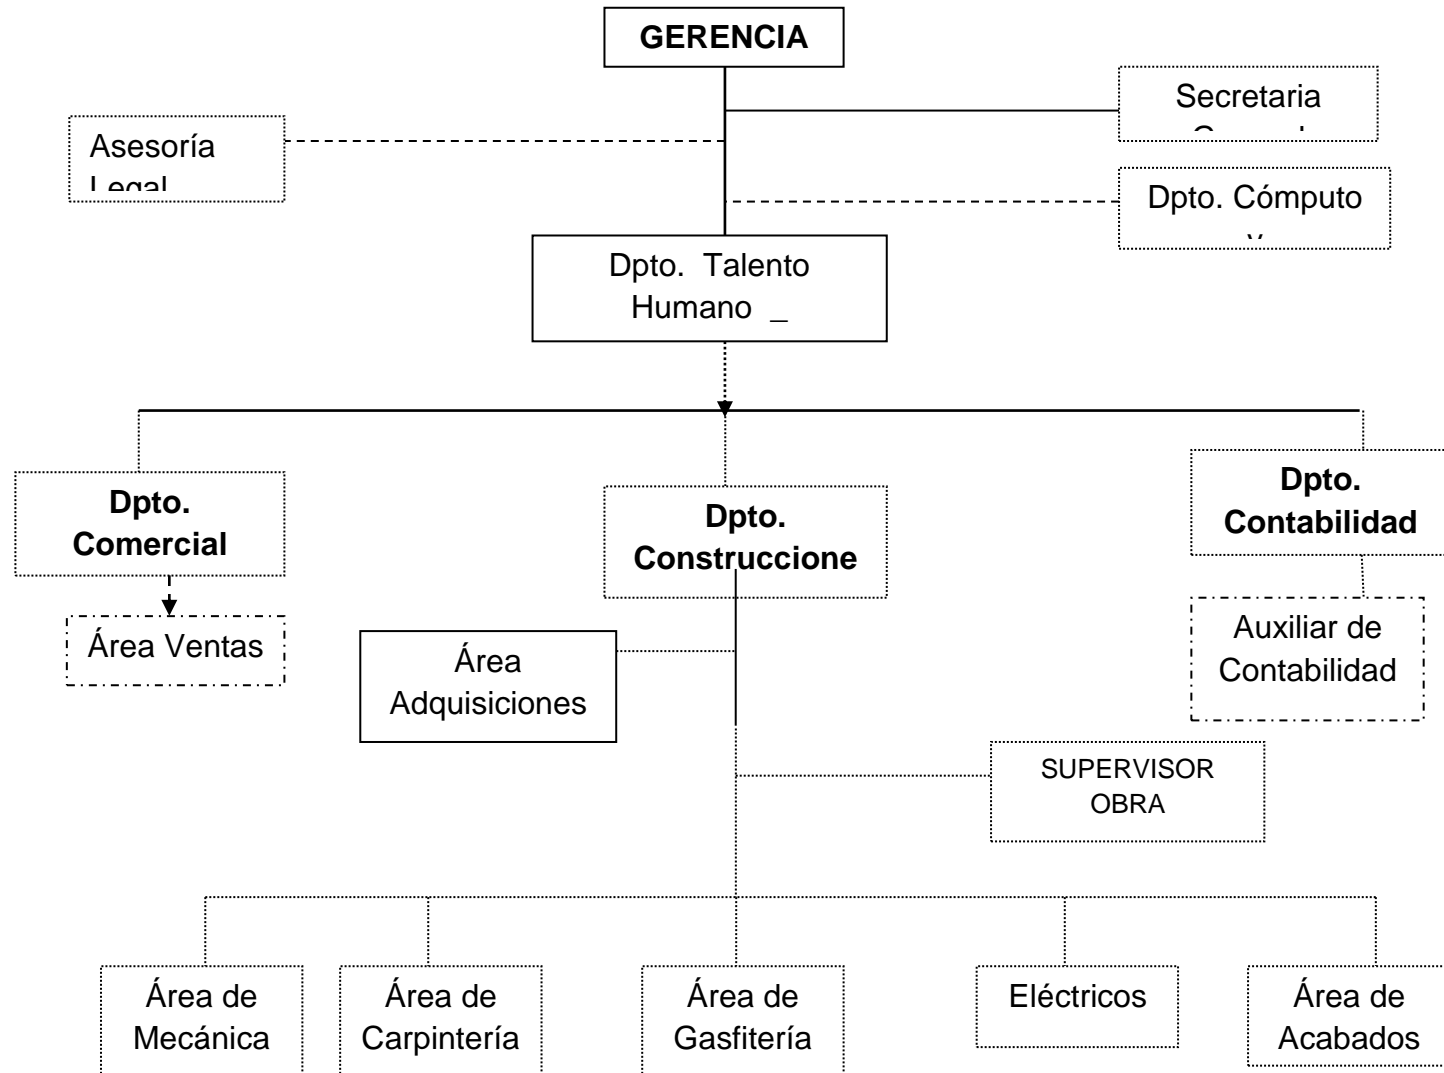 GERENCIA
Secretaria
Asesoría
Legal
Dpto. Cómputo
y
Dpto. Talento
Humano _
Dpto.
Comercial
Dpto.
Construccione
Dpto.
Contabilidad
Área Ventas
Área
Adquisiciones
Auxiliar de
Contabilidad
SUPERVISOR
OBRA
Área de
Mecánica
Área de
Carpintería
Área de
Gasfitería
Eléctricos
Área de
Acabados